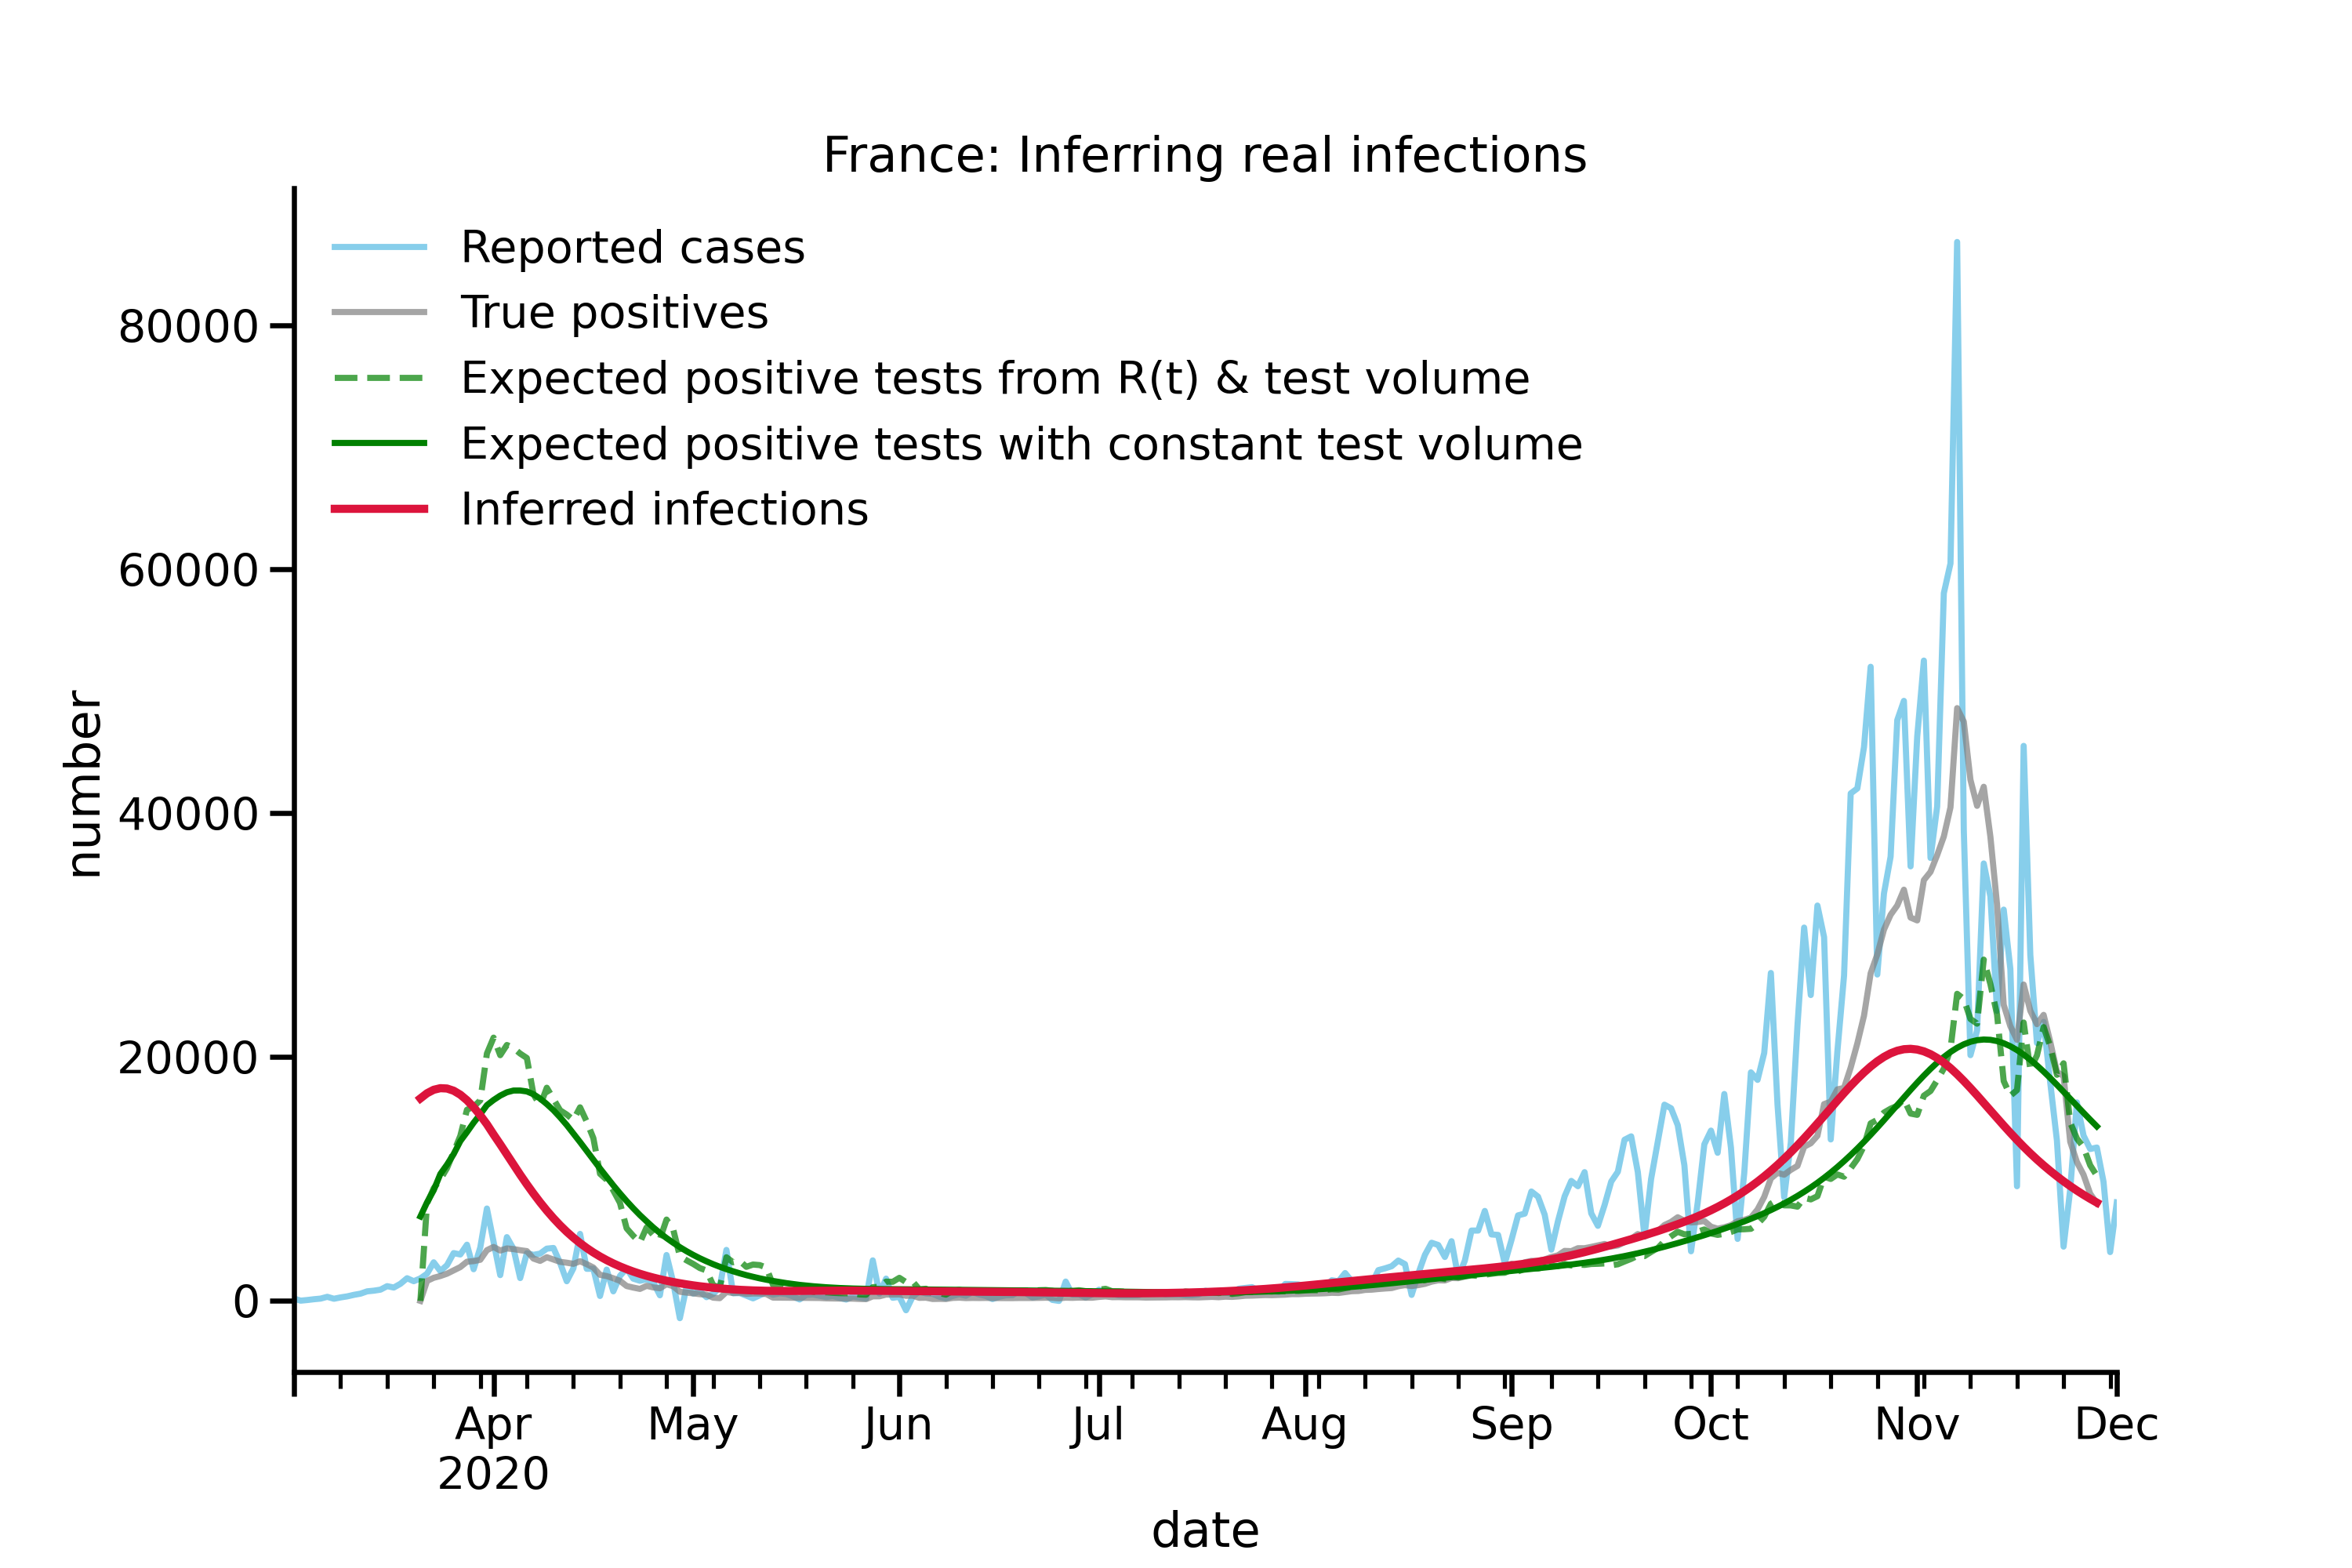 France: Inferring real infections
Reported cases
True positives
Expected positive tests from R(t) & test volume
Expected positive tests with constant test volume
Inferred infections
80000
60000
40000
20000
0
number
Apr May Jun Jul Aug Sep Oct Nov Dec
2020
date